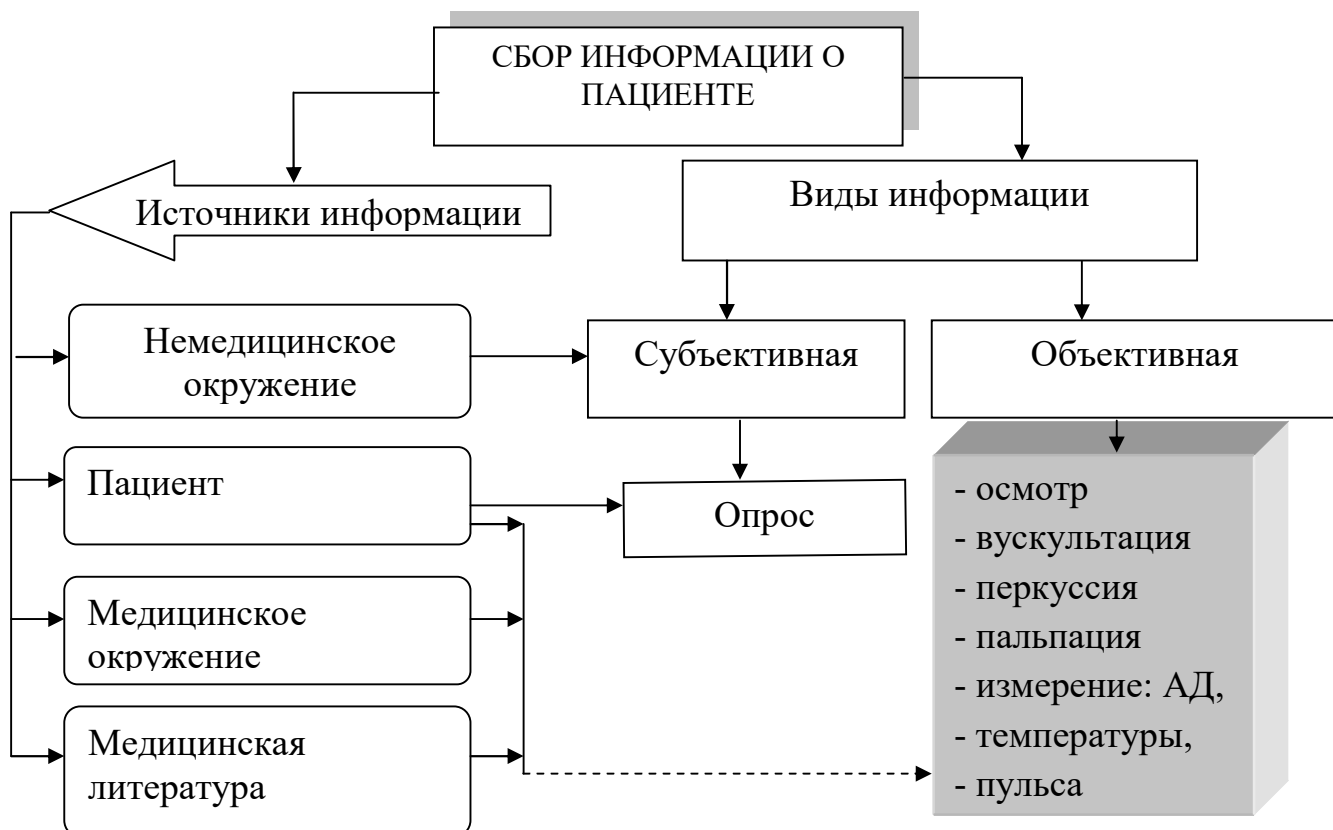 СБОР ИНФОРМАЦИИ О
ПАЦИЕНТЕ
Источники информации
Виды информации
Немедицинское
окружение
Субъективная
Объективная
Пациент
Опрос
Медицинское
окружение
Медицинская
литература
- осмотр
- вускультация
- перкуссия
- пальпация
- измерение: АД,
- температуры,
- пульса